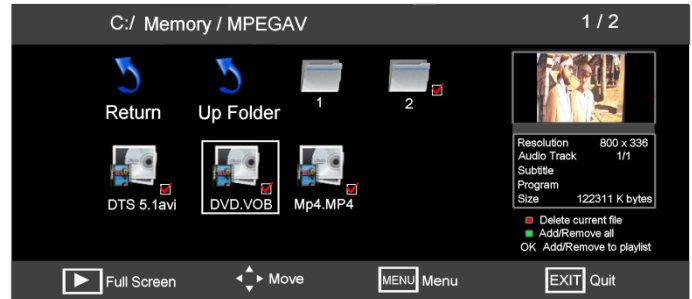 C:/ Memory / MPEGAV 1 / 2
Return Up Folder 1 2
DTS 5.1avi DVD.VOB Mp4.MP4
Resolution 800 x 336
Audio Track 1/1
Subtitle
Program
Size 122311 K bytes
Delete current file
Add/Remove all
OK Add/Remove to playlist
Full Screen Move MENU Menu EXIT Quit